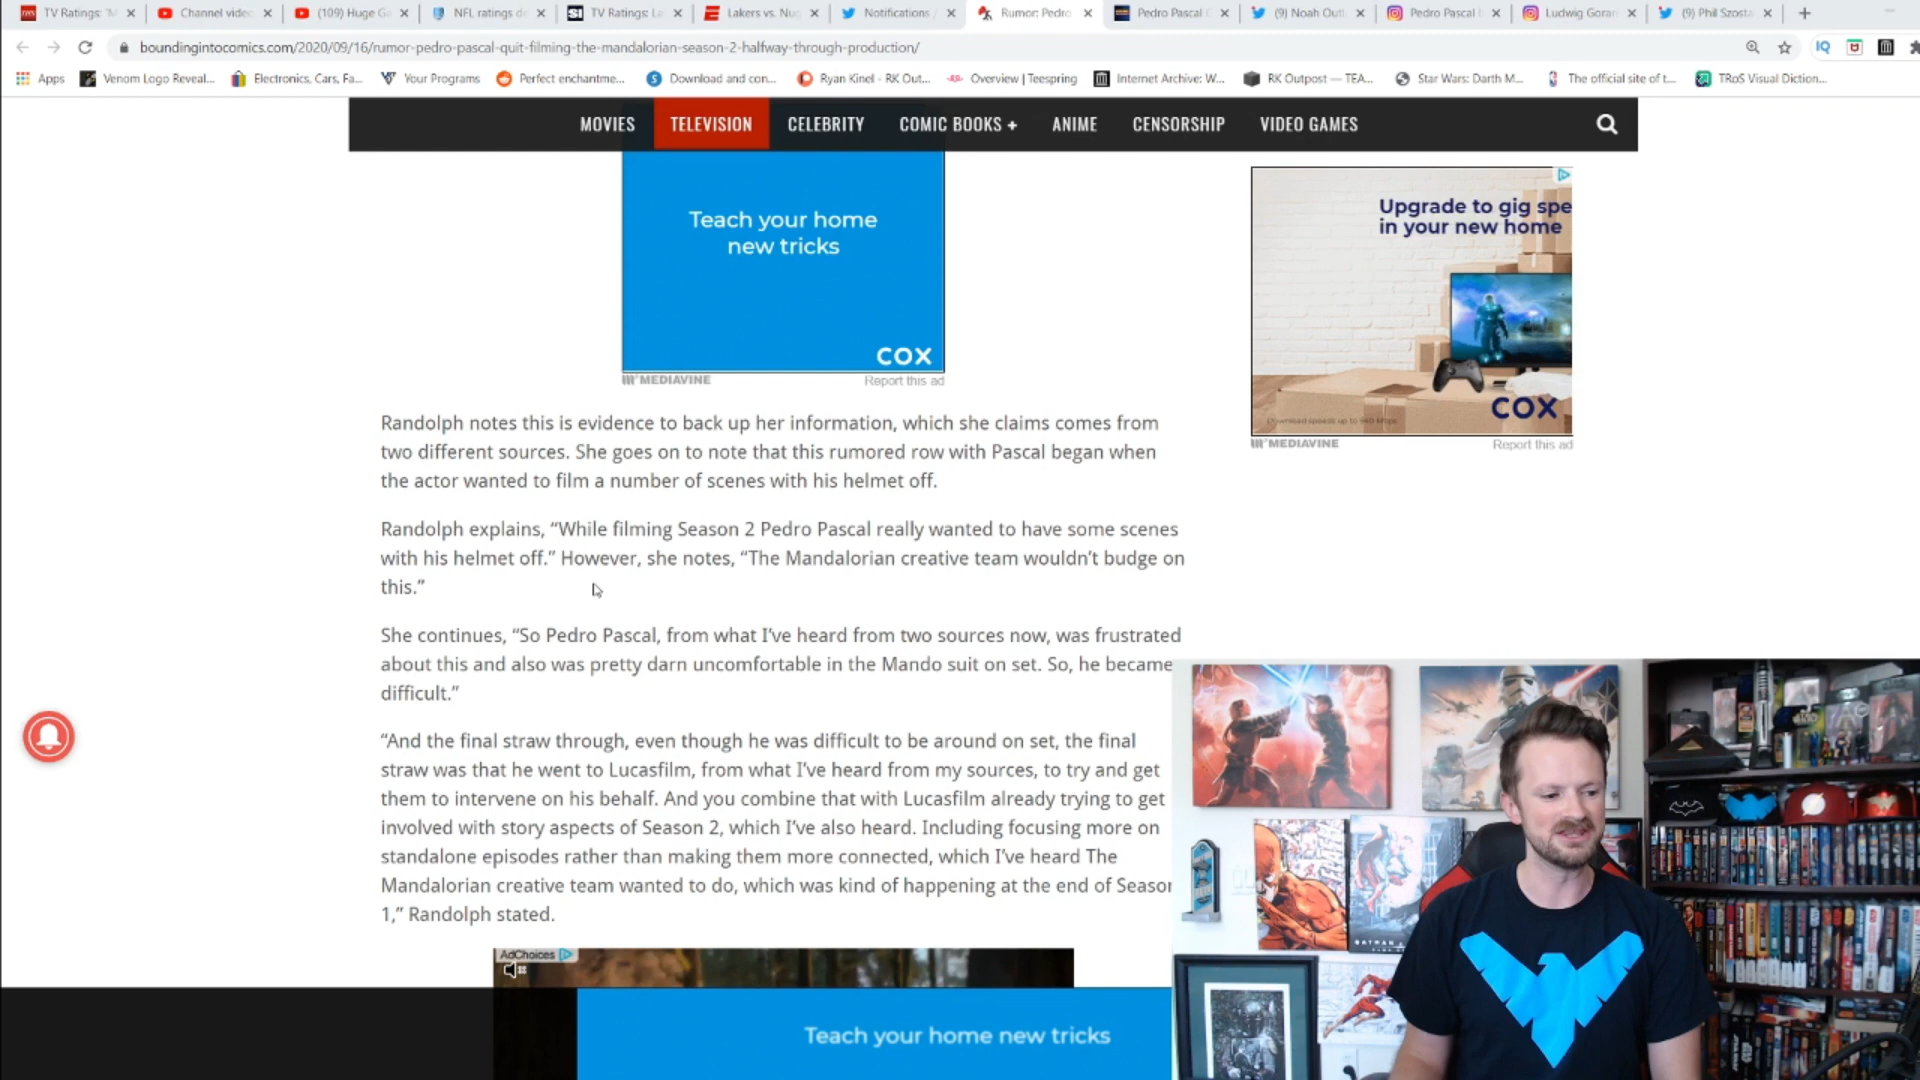 TV Ratings: 'M
Channel video
(109) Huge G
NFL ratings d
TV Ratings: La
Lakers vs. Nug
Notifications /
Rumor: Pedro
Pedro Pascal
(9) Noah Outl
Pedro Pascal
Ludwig Goran
(9) Phil Szosta
boundingintocomics.com/2020/09/16/rumor-pedro-pascal-quit-filming-the-mandalorian-season-2-halfway-through-production/
Apps
Venom Logo Reveal...
Electronics, Cars, Fa...
Your Programs
Perfect enchantme...
Download and con...
Ryan Kinel - RK Out...
Overview | Teespring
Internet Archive: W...
RK Outpost — TEA...
Star Wars: Darth M...
The official site of t...
TRoS Visual Diction...
MOVIES
TELEVISION
CELEBRITY
COMIC BOOKS +
ANIME
CENSORSHIP
VIDEO GAMES
Teach your home
new tricks
COX
MEDIAVINE
Report this ad
Upgrade to gig spe
in your new home
COX
MEDIAVINE
Report this ad
Randolph notes this is evidence to back up her information, which she claims comes from
two different sources. She goes on to note that this rumored row with Pascal began when
the actor wanted to film a number of scenes with his helmet off.
Randolph explains, “While filming Season 2 Pedro Pascal really wanted to have some scenes
with his helmet off.” However, she notes, “The Mandalorian creative team wouldn’t budge on
this.”
She continues, “So Pedro Pascal, from what I’ve heard from two sources now, was frustrated
about this and also was pretty darn uncomfortable in the Mando suit on set. So, he became
difficult.”
“And the final straw through, even though he was difficult to be around on set, the final
straw was that he went to Lucasfilm, from what I’ve heard from my sources, to try and get
them to intervene on his behalf. And you combine that with Lucasfilm already trying to get
involved with story aspects of Season 2, which I’ve also heard. Including focusing more on
standalone episodes rather than making them more connected, which I’ve heard The
Mandalorian creative team wanted to do, which was kind of happening at the end of Season
1,” Randolph stated.
AdChoices
Teach your home new tricks